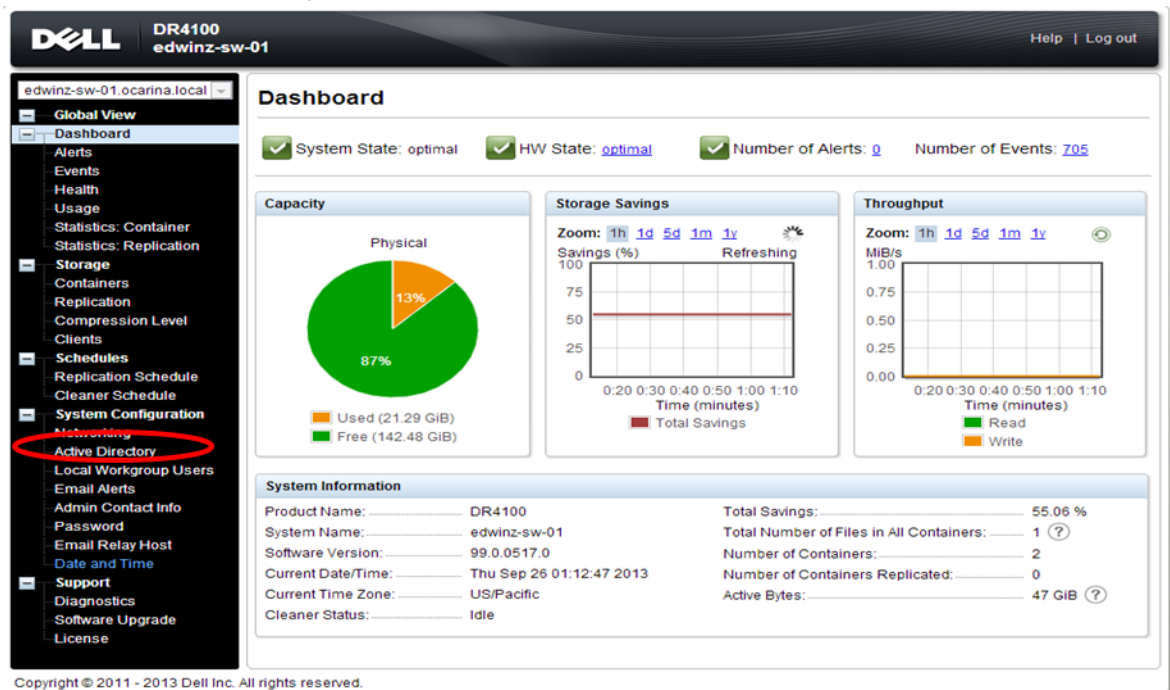 DELL
DR4100
edwinz-sw-01
Help | Log out
edwinz-sw-01.ocarina.local
Global View
Dashboard
Alerts
Events
Health
Usage
Statistics: Container
Statistics: Replication
Storage
Containers
Replication
Compression Level
Clients
Schedules
Replication Schedule
Cleaner Schedule
System Configuration
Networking
Active Directory
Local Workgroup Users
Email Alerts
Admin Contact Info
Password
Email Relay Host
Date and Time
Support
Diagnostics
Software Upgrade
License
Dashboard
System State: optimal HW State: optimal Number of Alerts: 0 Number of Events: 705
Capacity
Physical
13%
87%
Used (21.29 GiB)
Free (142.48 GiB)
Storage Savings
Zoom: 1h 1d 5d 1m 1y
Savings (%) Refreshing
100
75
50
25
0
0:20 0:30 0:40 0:50 1:00 1:10
Time (minutes)
Total Savings
Throughput
Zoom: 1h 1d 5d 1m 1y
MiB/s
1.00
0.75
0.50
0.25
0.00
0:20 0:30 0:40 0:50 1:00 1:10
Time (minutes)
Read
Write
System Information
Product Name: DR4100
System Name: edwinz-sw-01
Software Version: 99.0.0517.0
Current Date/Time: Thu Sep 26 01:12:47 2013
Current Time Zone: US/Pacific
Cleaner Status: Idle
Total Savings: 55.06 %
Total Number of Files in All Containers: 1 ?
Number of Containers: 2
Number of Containers Replicated: 0
Active Bytes: 47 GiB ?
Copyright © 2011 - 2013 Dell Inc. All rights reserved.